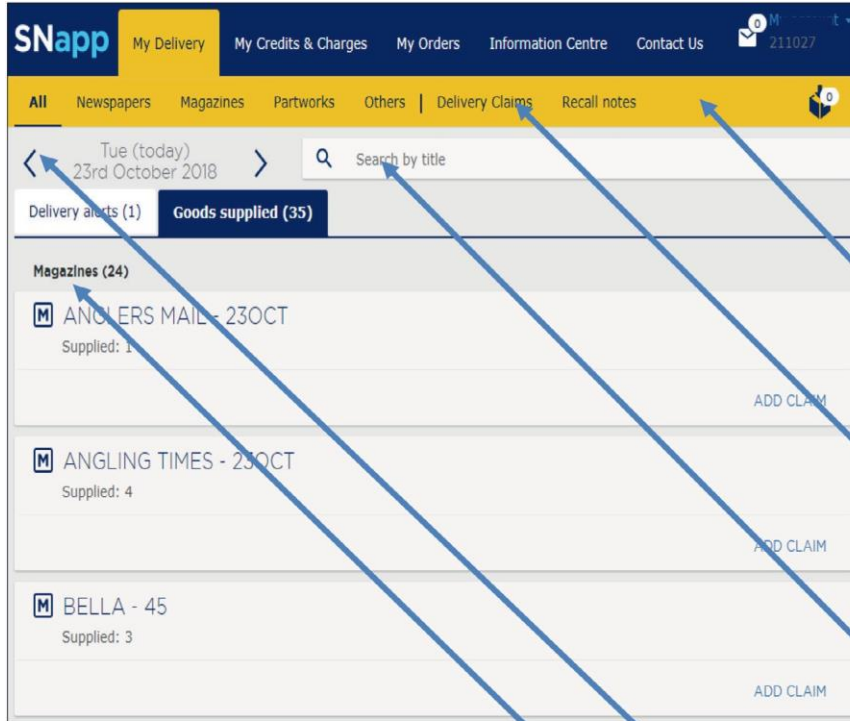 SNapp My Delivery My Credits & Charges My Orders Information Centre Contact Us 0
211027
All Newspapers Magazines Partworks Others | Delivery Claims Recall notes 0
Tue (today)
23rd October 2018
Search by title
Delivery alerts (1) Goods supplied (35)
Magazines (24)
M ANGLERS MAIL - 23OCT
Supplied: 1
ADD CLAIM
M ANGLING TIMES - 23OCT
Supplied: 4
ADD CLAIM
M BELLA - 45
Supplied: 3
ADD CLAIM